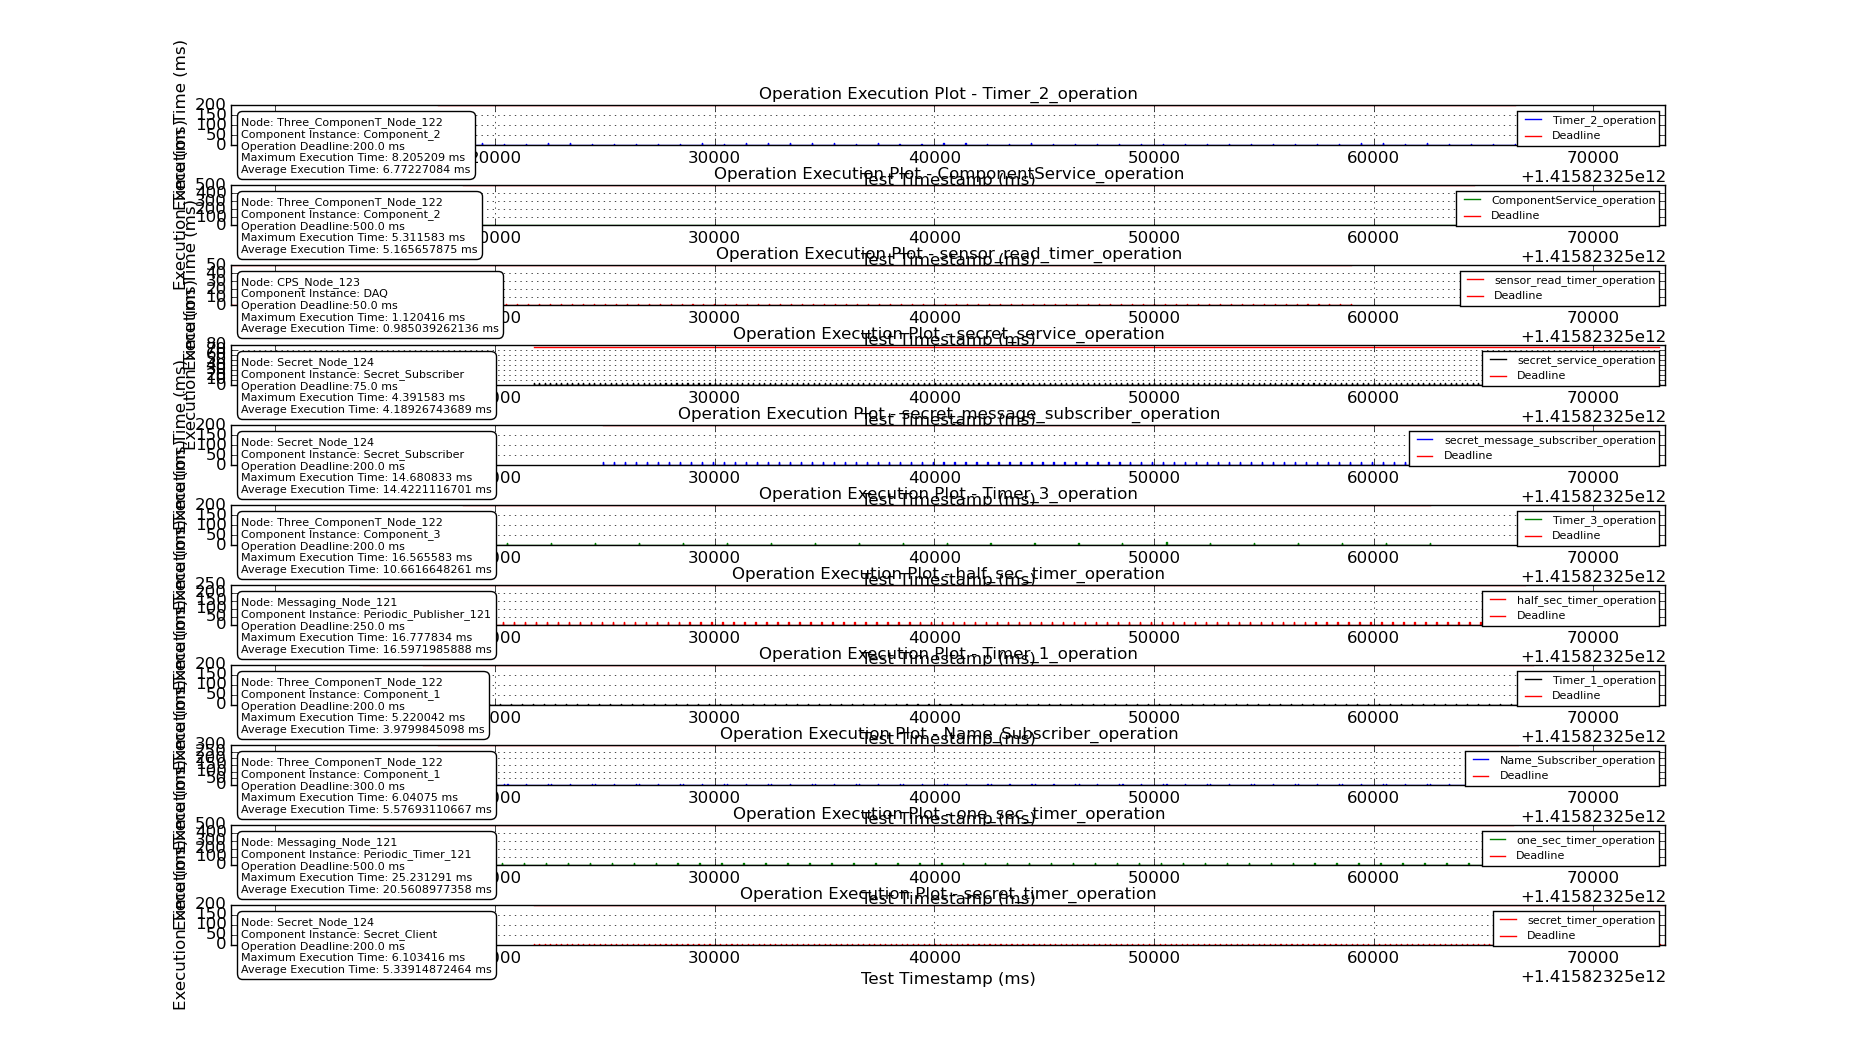 Operation Execution Plot - Timer_2_operation
200
150
100
50
0
Node: Three_ComponenT_Node_122
Component Instance: Component_2
Operation Deadline:200.0 ms
Maximum Execution Time: 8.205209 ms
Average Execution Time: 6.77227084 ms
Timer_2_operation
Deadline
20000 30000 40000 50000 60000 70000
Test Timestamp (ms)
+1.41582325e12
Execution Time (ms)
Operation Execution Plot - ComponentService_operation
500
400
300
200
100
0
Node: Three_ComponenT_Node_122
Component Instance: Component_2
Operation Deadline:500.0 ms
Maximum Execution Time: 5.311583 ms
Average Execution Time: 5.165657875 ms
ComponentService_operation
Deadline
0000 30000 40000 50000 60000 70000
Test Timestamp (ms)
+1.41582325e12
Execution Time (ms)
Operation Execution Plot - sensor_read_timer_operation
50
40
30
20
10
0
Node: CPS_Node_123
Component Instance: DAQ
Operation Deadline:50.0 ms
Maximum Execution Time: 1.120416 ms
Average Execution Time: 0.985039262136 ms
sensor_read_timer_operation
Deadline
000 30000 40000 50000 60000 70000
Test Timestamp (ms)
+1.41582325e12
Execution Time (ms)
Operation Execution Plot - secret_service_operation
80
Node: Secret_Node_124
Component Instance: Secret_Subscriber
Operation Deadline:75.0 ms
Maximum Execution Time: 4.391583 ms
Average Execution Time: 4.18926743689 ms
secret_service_operation
Deadline
000 30000 40000 50000 60000 70000
Test Timestamp (ms)
+1.41582325e12
Execution Time (ms)
Operation Execution Plot - secret_message_subscriber_operation
200
150
100
50
0
Node: Secret_Node_124
Component Instance: Secret_Subscriber
Operation Deadline:200.0 ms
Maximum Execution Time: 14.680833 ms
Average Execution Time: 14.4221116701 ms
secret_message_subscriber_operation
Deadline
000 30000 40000 50000 60000 70000
Test Timestamp (ms)
+1.41582325e12
Execution Time (ms)
Operation Execution Plot - Timer_3_operation
200
150
100
50
0
Node: Three_ComponenT_Node_122
Component Instance: Component_3
Operation Deadline:200.0 ms
Maximum Execution Time: 16.565583 ms
Average Execution Time: 10.6616648261 ms
Timer_3_operation
Deadline
000 30000 40000 50000 60000 70000
Test Timestamp (ms)
+1.41582325e12
Operation Execution Plot - half_sec_timer_operation
250
200
150
100
50
0
Node: Messaging_Node_121
Component Instance: Periodic_Publisher_121
Operation Deadline:250.0 ms
Maximum Execution Time: 16.777834 ms
Average Execution Time: 16.5971985888 ms
half_sec_timer_operation
Deadline
000 30000 40000 50000 60000 70000
Test Timestamp (ms)
+1.41582325e12
Operation Execution Plot - Timer_1_operation
200
150
100
50
0
Node: Three_ComponenT_Node_122
Component Instance: Component_1
Operation Deadline:200.0 ms
Maximum Execution Time: 5.220042 ms
Average Execution Time: 3.9799845098 ms
Timer_1_operation
Deadline
000 30000 40000 50000 60000 70000
Test Timestamp (ms)
+1.41582325e12
Operation Execution Plot - Name_Subscriber_operation
300
250
200
150
100
50
0
Node: Three_ComponenT_Node_122
Component Instance: Component_1
Operation Deadline:300.0 ms
Maximum Execution Time: 6.04075 ms
Average Execution Time: 5.57693110667 ms
Name_Subscriber_operation
Deadline
000 30000 40000 50000 60000 70000
Test Timestamp (ms)
+1.41582325e12
Operation Execution Plot - one_sec_timer_operation
500
400
300
200
100
0
Node: Messaging_Node_121
Component Instance: Periodic_Timer_121
Operation Deadline:500.0 ms
Maximum Execution Time: 25.231291 ms
Average Execution Time: 20.5608977358 ms
one_sec_timer_operation
Deadline
000 30000 40000 50000 60000 70000
Test Timestamp (ms)
+1.41582325e12
Operation Execution Plot - secret_timer_operation
200
150
100
50
0
Node: Secret_Node_124
Component Instance: Secret_Client
Operation Deadline:200.0 ms
Maximum Execution Time: 6.103416 ms
Average Execution Time: 5.33914872464 ms
secret_timer_operation
Deadline
000 30000 40000 50000 60000 70000
Test Timestamp (ms)
+1.41582325e12
Execution Time (ms)